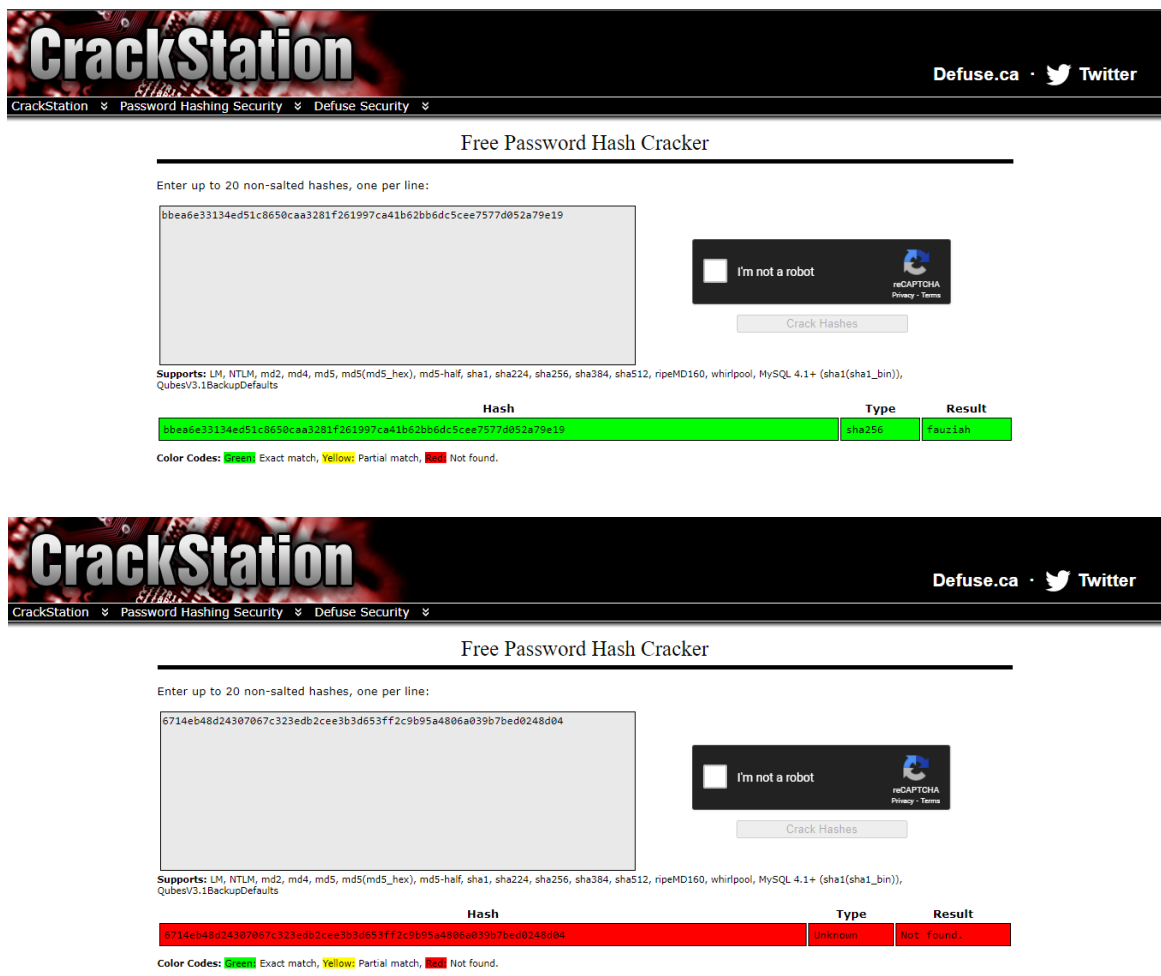 CrackStation
Defuse.ca · Twitter
CrackStation Password Hashing Security Defuse Security
Free Password Hash Cracker
Enter up to 20 non-salted hashes, one per line:
bbea6e33134ed51c8650caa3281f261997ca41b62bb6dc5cee7577d052a79e19
I'm not a robot
reCAPTCHA
Privacy - Terms
Crack Hashes
Supports: LM, NTLM, md2, md4, md5, md5(md5_hex), md5-half, sha1, sha224, sha256, sha384, sha512, ripeMD160, whirlpool, MySQL 4.1+ (sha1(sha1_bin)),
QubesV3.1BackupDefaults
Hash Type Result
bbea6e33134ed51c8650caa3281f261997ca41b62bb6dc5cee7577d052a79e19 sha256 fauziah
Color Codes: Green: Exact match, Yellow: Partial match, Red: Not found.
CrackStation
Defuse.ca · Twitter
CrackStation Password Hashing Security Defuse Security
Free Password Hash Cracker
Enter up to 20 non-salted hashes, one per line:
6714eb48d24307067c323edb2cee3b3d653ff2c9b95a4806a039b7bed0248d04
I'm not a robot
reCAPTCHA
Privacy - Terms
Crack Hashes
Supports: LM, NTLM, md2, md4, md5, md5(md5_hex), md5-half, sha1, sha224, sha256, sha384, sha512, ripeMD160, whirlpool, MySQL 4.1+ (sha1(sha1_bin)),
QubesV3.1BackupDefaults
Hash Type Result
6714eb48d24307067c323edb2cee3b3d653ff2c9b95a4806a039b7bed0248d04 Unknown Not found.
Color Codes: Green: Exact match, Yellow: Partial match, Red: Not found.